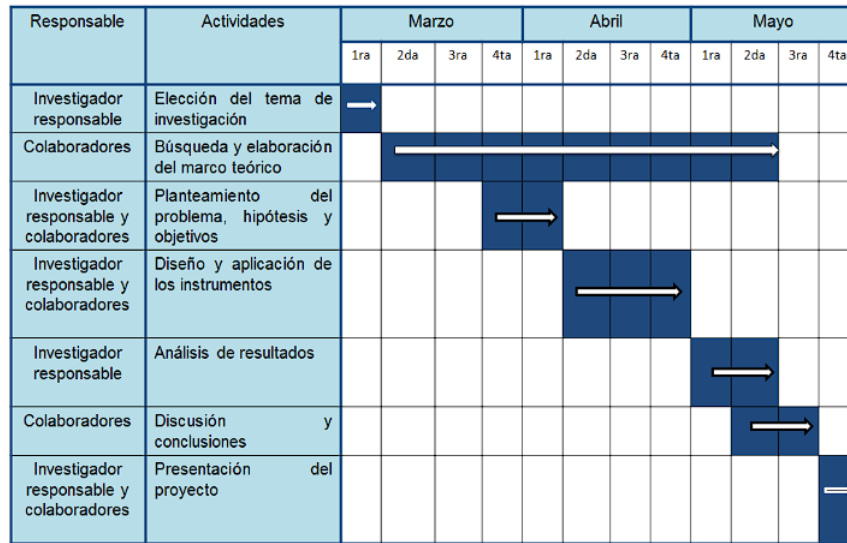 Responsable Actividades Marzo Abril Mayo
1ra 2da 3ra 4ta 1ra 2da 3ra 4ta 1ra 2da 3ra 4ta
Investigador
responsable
Elección del tema de
investigación
Colaboradores
Búsqueda y elaboración
del marco teórico
Investigador
responsable y
colaboradores
Planteamiento del
problema, hipótesis y
objetivos
Investigador
responsable y
colaboradores
Diseño y aplicación de
los instrumentos
Investigador
responsable
Análisis de resultados
Colaboradores
Discusión y
conclusiones
Investigador
responsable y
colaboradores
Presentación del
proyecto